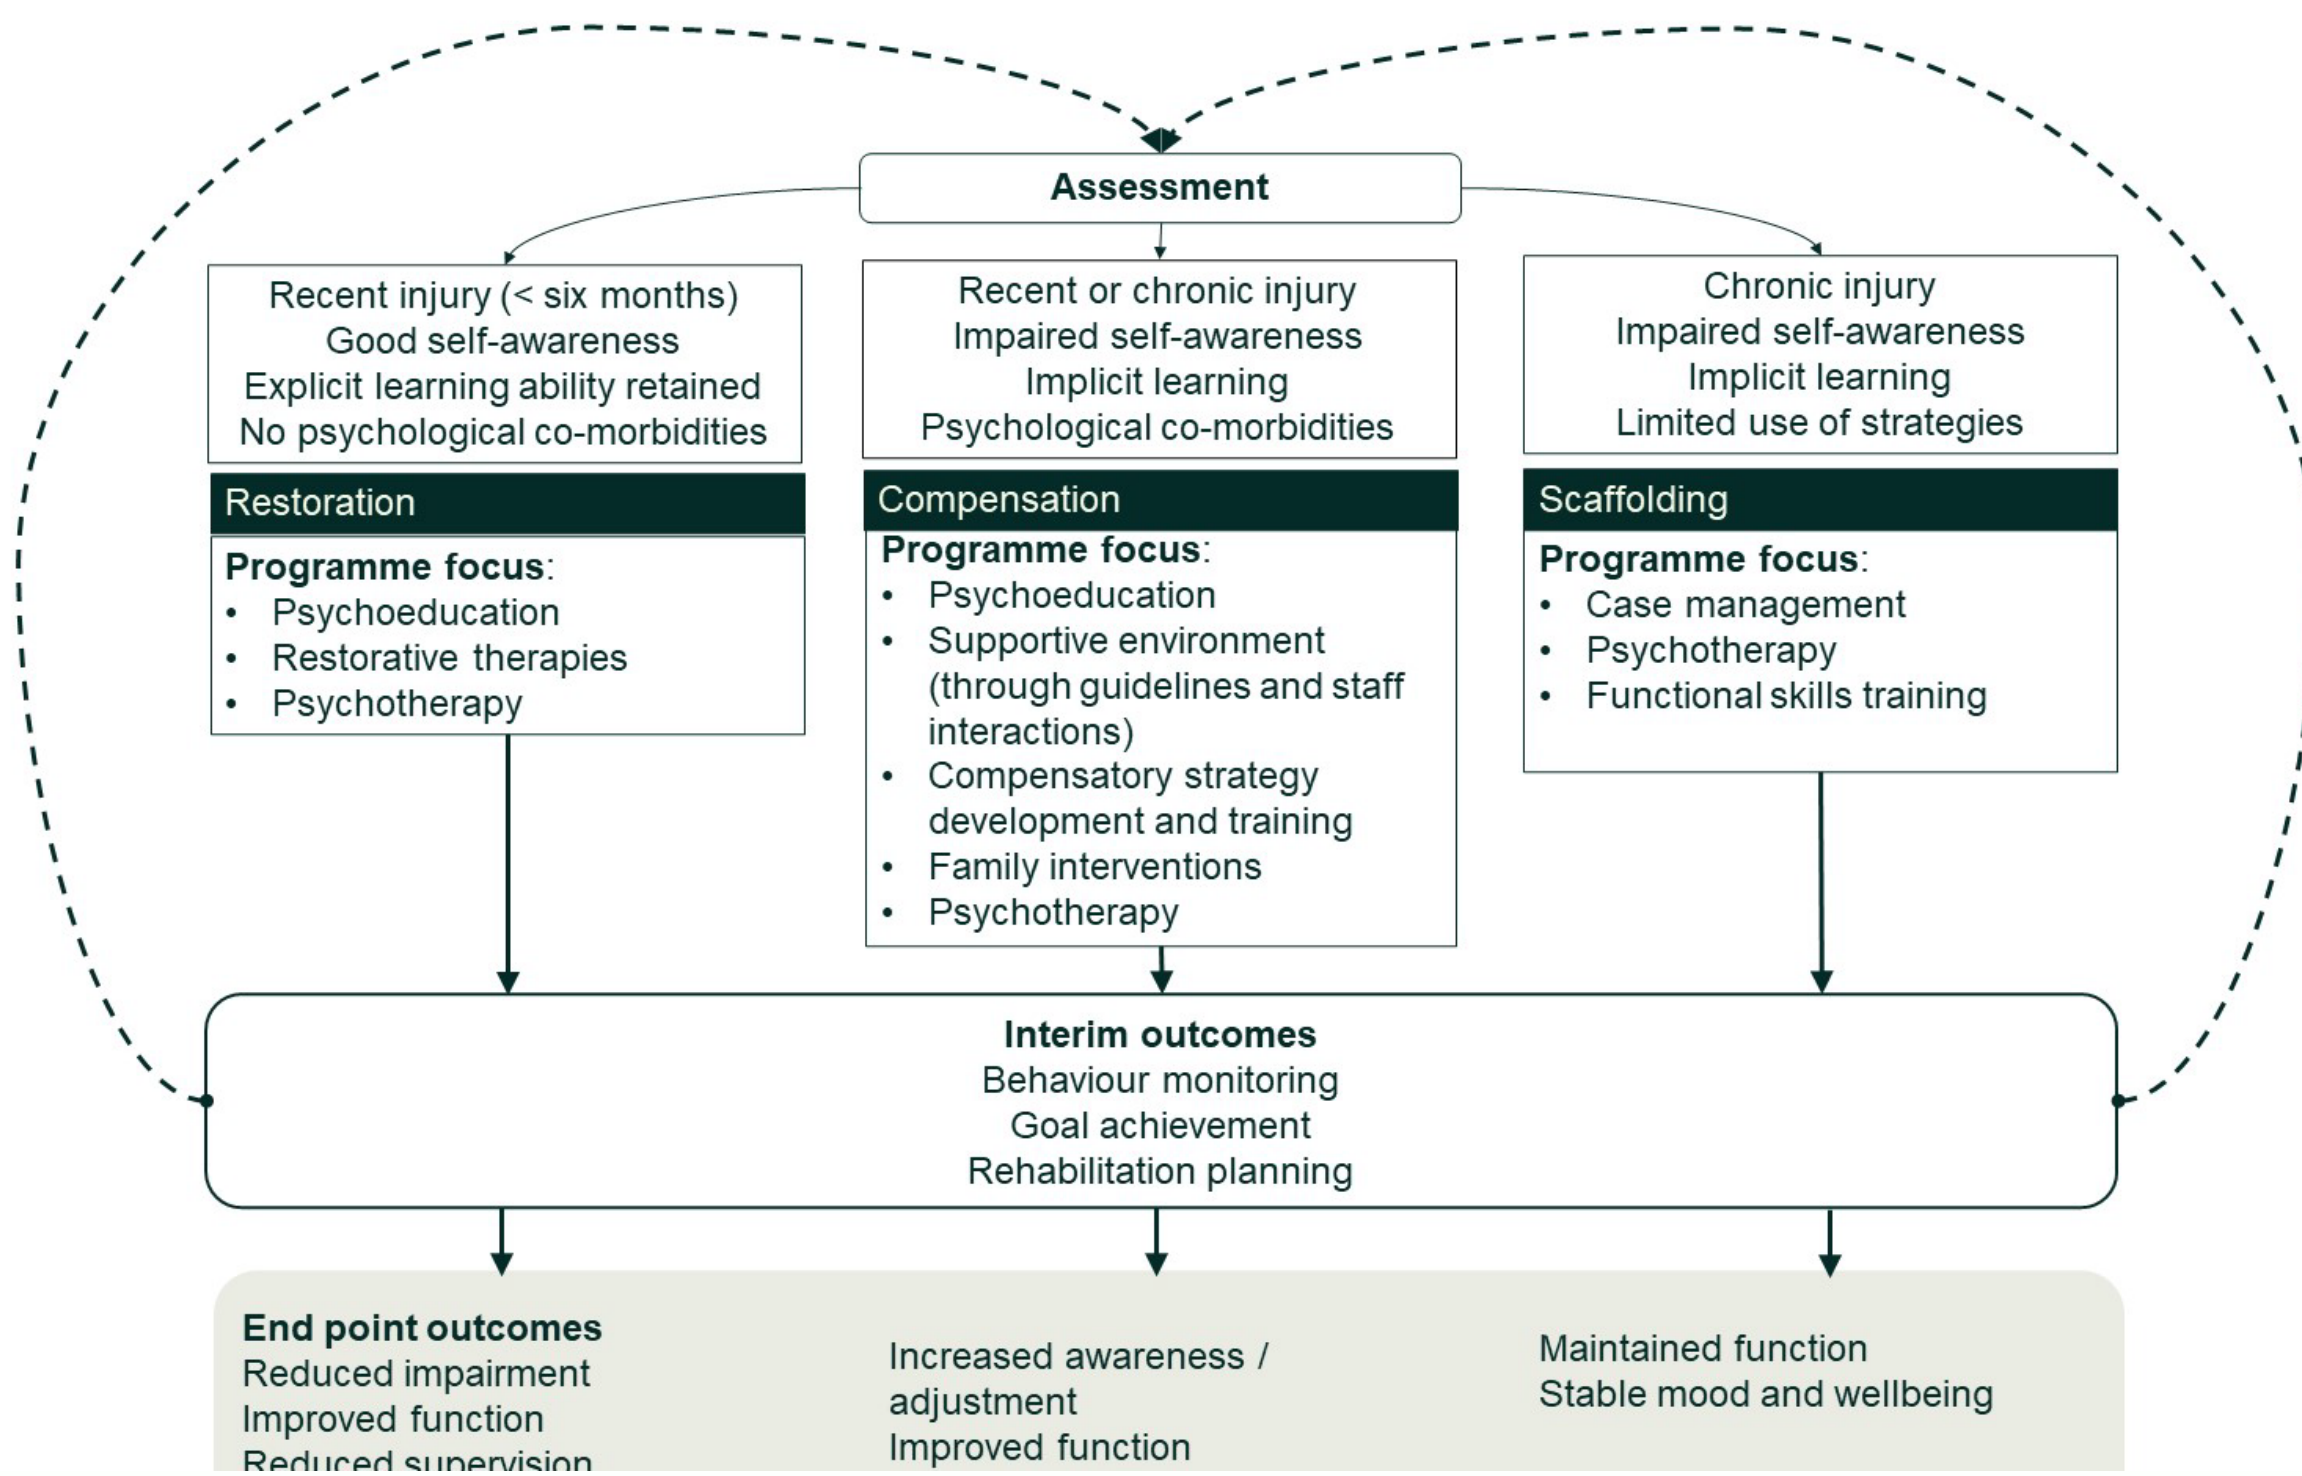 Assessment
Recent injury (< six months)
Good self-awareness
Explicit learning ability retained
No psychological co-morbidities
Restoration
Programme focus:
• Psychoeducation
• Restorative therapies
• Psychotherapy
Recent or chronic injury
Impaired self-awareness
Implicit learning
Psychological co-morbidities
Compensation
Programme focus:
• Psychoeducation
• Supportive environment
(through guidelines and staff
interactions)
• Compensatory strategy
development and training
• Family interventions
• Psychotherapy
Chronic injury
Impaired self-awareness
Implicit learning
Limited use of strategies
Scaffolding
Programme focus:
• Case management
• Psychotherapy
• Functional skills training
Interim outcomes
Behaviour monitoring
Goal achievement
Rehabilitation planning
End point outcomes
Reduced impairment
Improved function
Reduced supervision
Increased awareness /
adjustment
Improved function
Maintained function
Stable mood and wellbeing